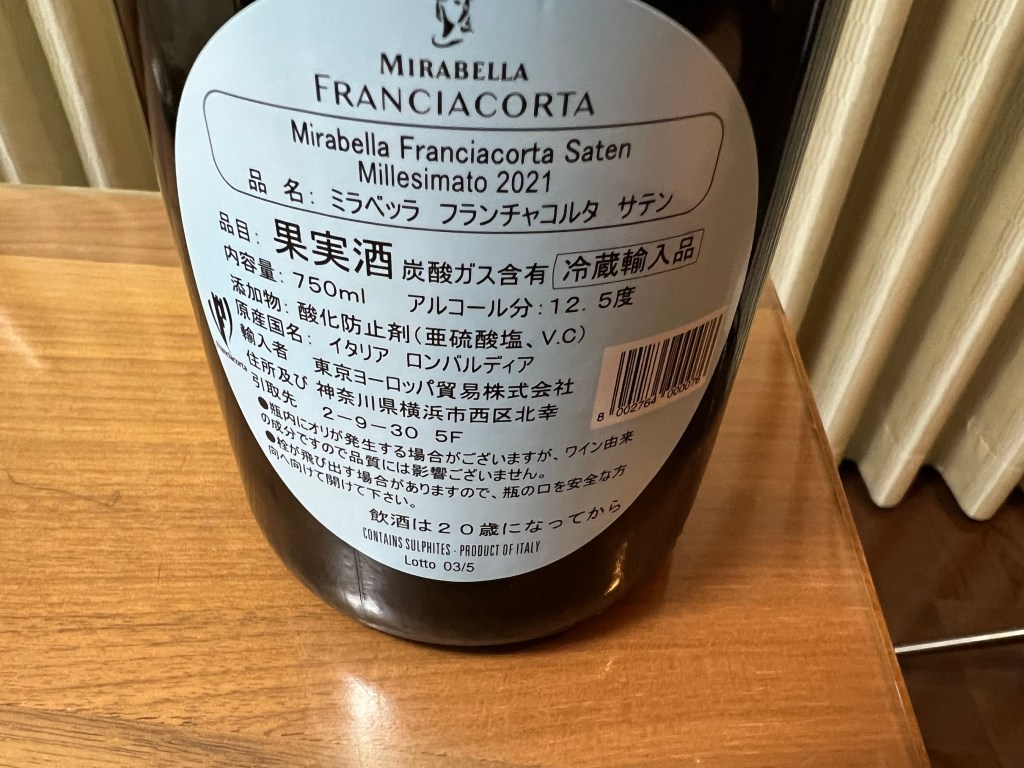 MIRABELLA
FRANCIACORTA
Mirabella Franciacorta Saten
Millesimato 2021
品 名: ミラベッラ フランチャコルタ サテン
品目: 果実酒 炭酸ガス含有 冷蔵輸入品
内容量: 750ml アルコール分: 12.5度
添加物: 酸化防止剤(亜硫酸塩、V.C)
原産国名: イタリア ロンバルディア
輸入者 東京ヨーロッパ貿易株式会社
住所及び 神奈川県横浜市西区北幸
引取先 2-9-30 5F
●瓶内にオリが発生する場合がございますが、ワイン由来
の成分ですので品質には影響ございません。
●栓が飛び出す場合がありますので、瓶の口を安全な方
向へ向けて開けて下さい。
飲酒は20歳になってから
CONTAINS SULPHITES - PRODUCT OF ITALY
Lotto 03/5
8 002764 000076